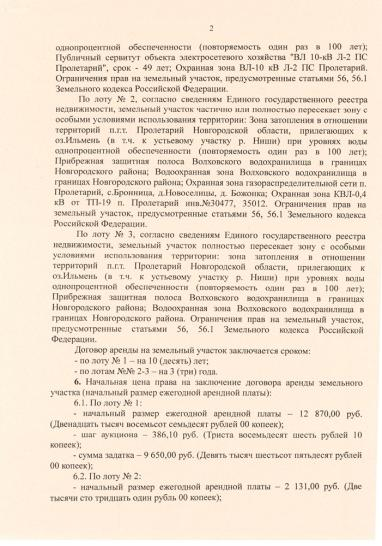 2
однопроцентной обеспеченности (повторяемость один раз в 100 лет);
Публичный сервитут объекта электросетевого хозяйства "ВЛ 10-кВ Л-2 ПС
Пролетарий", срок - 49 лет; Охранная зона ВЛ-10 кВ Л-2 ПС Пролетарий.
Ограничения прав на земельный участок, предусмотренные статьями 56, 56.1
Земельного кодекса Российской Федерации.
По лоту № 2, согласно сведениям Единого государственного реестра
недвижимости, земельный участок частично или полностью пересекает зону с
особыми условиями использования территории: Зона затопления в отношении
территорий п.г.т. Пролетарий Новгородской области, прилегающих к
оз.Ильмень (в т.ч. к устьевому участку р. Ниши) при уровнях воды
однопроцентной обеспеченности (повторяемость один раз в 100 лет);
Прибрежная защитная полоса Волховского водохранилища в границах
Новгородского района; Водоохранная зона Волховского водохранилища в
границах Новгородского района; Охранная зона газораспределительной сети п.
Пролетарий, с.Бронница, д.Новоселицы, д. Божонка; Охранная зона КВЛ-0,4
кВ от ТП-19 п. Пролетарий инв.№30477, 35012. Ограничения прав на
земельный участок, предусмотренные статьями 56, 56.1 Земельного кодекса
Российской Федерации.
По лоту № 3, согласно сведениям Единого государственного реестра
недвижимости, земельный участок полностью пересекает зону с особыми
условиями использования территории: зона затопления в отношении
территорий п.г.т. Пролетарий Новгородской области, прилегающих к
оз.Ильмень (в т.ч. к устьевому участку р. Ниши) при уровнях воды
однопроцентной обеспеченности (повторяемость один раз в 100 лет);
Прибрежная защитная полоса Волховского водохранилища в границах
Новгородского района; Водоохранная зона Волховского водохранилища в
границах Новгородского района. Ограничения прав на земельный участок,
предусмотренные статьями 56, 56.1 Земельного кодекса Российской
Федерации.
Договор аренды на земельный участок заключается сроком:
- по лоту № 1 – на 10 (десять) лет;
- по лотам №№ 2-3 – на 3 (три) года.
6. Начальная цена права на заключение договора аренды земельного
участка (начальный размер ежегодной арендной платы):
6.1. По лоту № 1:
- начальный размер ежегодной арендной платы – 12 870,00 руб.
(Двенадцать тысяч восемьсот семьдесят рублей 00 копеек);
- шаг аукциона – 386,10 руб. (Триста восемьдесят шесть рублей 10
копеек);
- сумма задатка – 9 650,00 руб. (Девять тысяч шестьсот пятьдесят рублей
00 копеек);
6.2. По лоту № 2:
- начальный размер ежегодной арендной платы – 2 131,00 руб. (Две
тысячи сто тридцать один рубль 00 копеек);